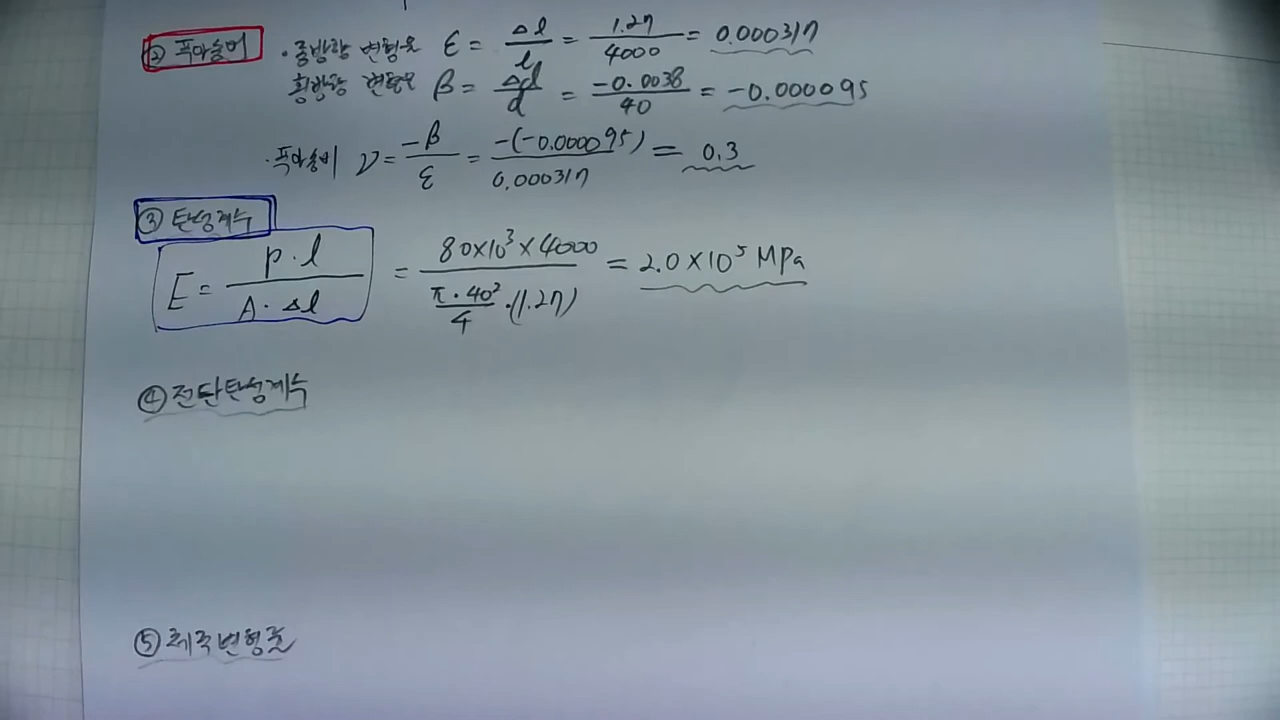 ② 포아송비 · 종방향 변형율 ε = Δl/l = 1.27/4000 = 0.000317
횡방향 변형율 β = Δd/d = -0.0038/40 = -0.000095
· 포아송비 ν = -β/ε = -(-0.000095)/0.000317 = 0.3
③ 탄성계수
E = P·l/A·Δl = 80×10³×4000/(π·40²/4·(1.27)) = 2.0×10⁵ MPa
④ 전단탄성계수
⑤ 체적변형률